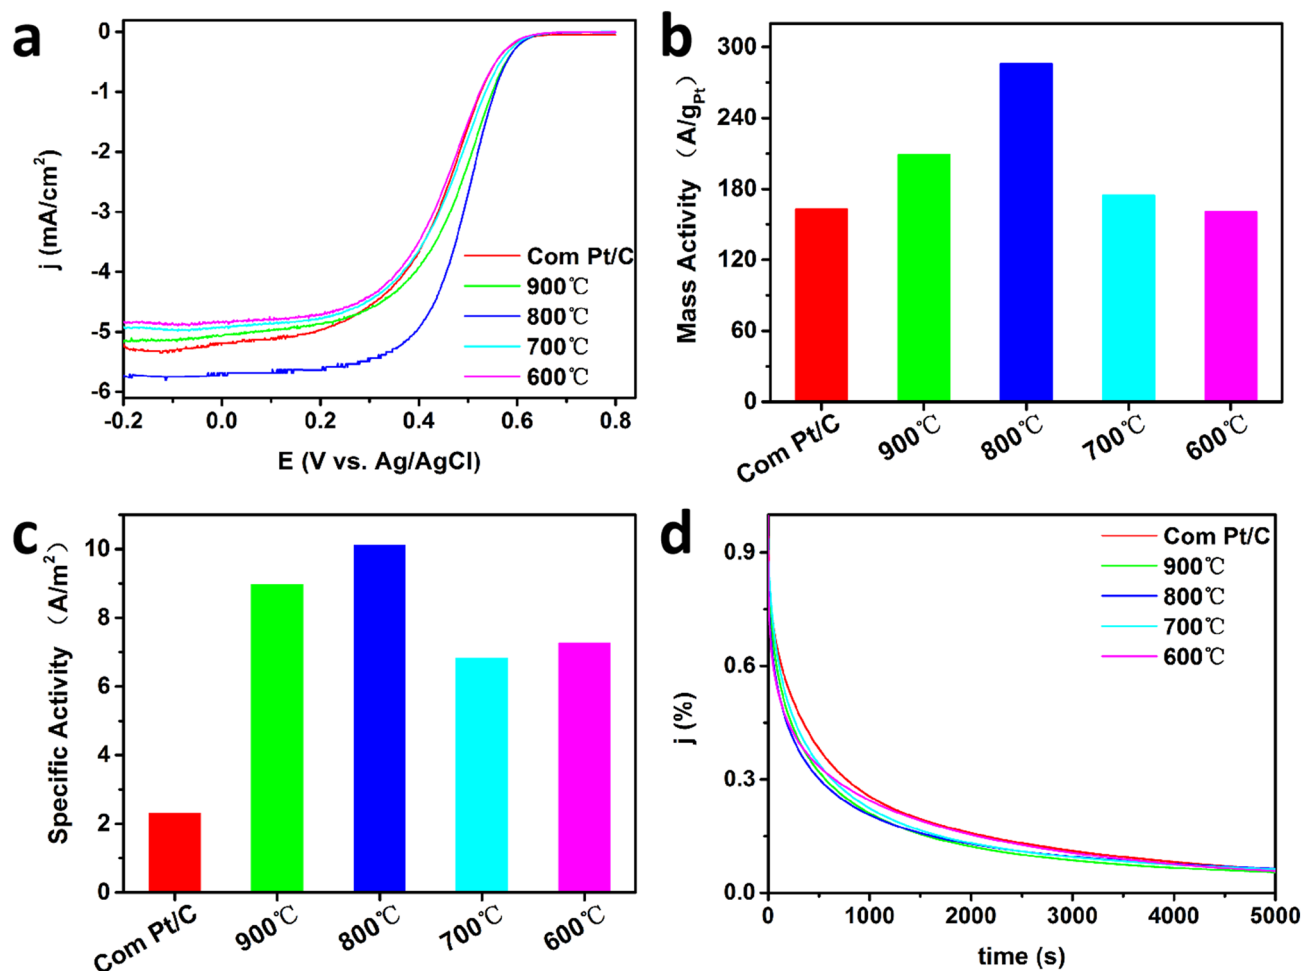 a
0
-1
-2
-3
-4
-5
-6
j (mA/cm²)
Com Pt/C
900℃
800℃
700℃
600℃
-0.2 0.0 0.2 0.4 0.6 0.8
E (V vs. Ag/AgCl)
b
300
240
180
120
60
0
Mass Activity （A/gPt）
Com Pt/C 900℃ 800℃ 700℃ 600℃
c
10
8
6
4
2
0
Specific Activity （A/m²）
Com Pt/C 900℃ 800℃ 700℃ 600℃
d
0.9
0.6
0.3
0.0
j (%)
Com Pt/C
900℃
800℃
700℃
600℃
0 1000 2000 3000 4000 5000
time (s)